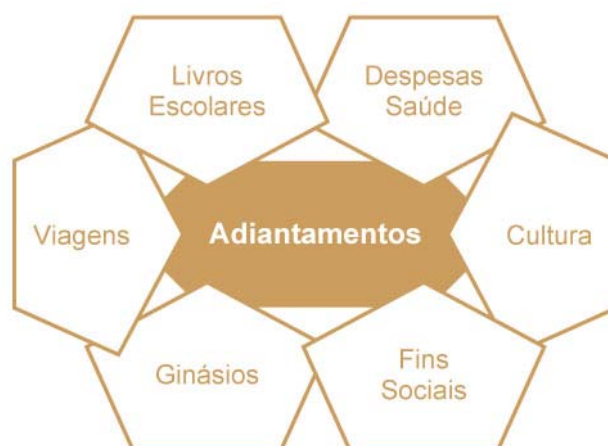 Livros
Escolares
Despesas
Saúde
Viagens
Adiantamentos
Cultura
Ginásios
Fins
Sociais